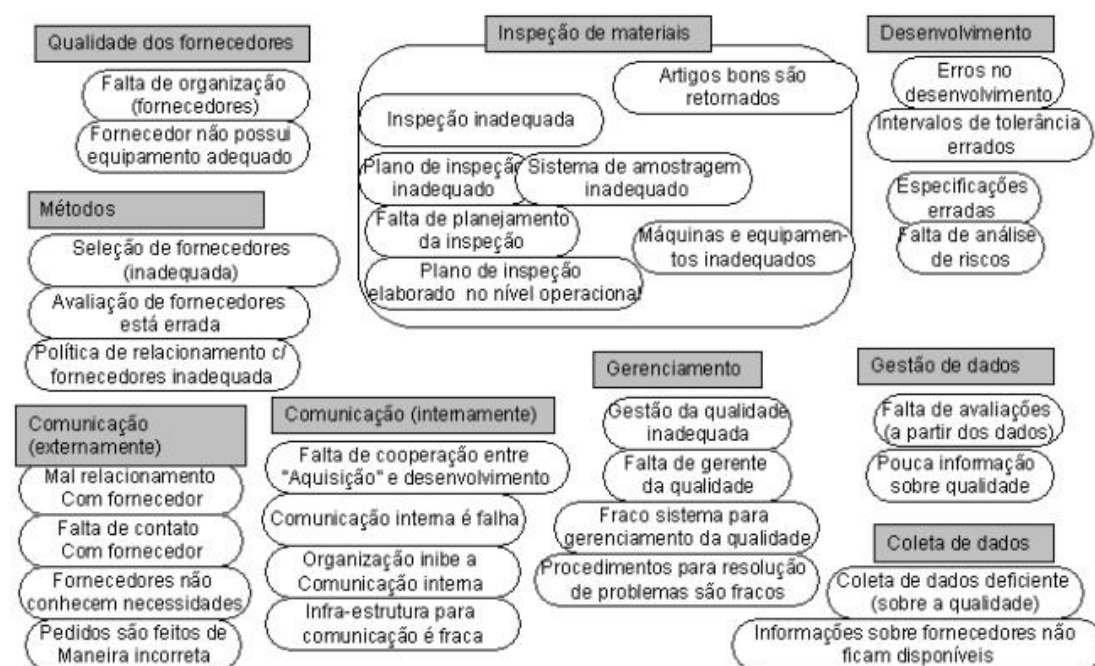 Qualidade dos fornecedores
Falta de organização
(fornecedores)
Fornecedor não possui
equipamento adequado
Métodos
Seleção de fornecedores
(inadequada)
Avaliação de fornecedores
está errada
Política de relacionamento c/
fornecedores inadequada
Inspeção de materiais
Artigos bons são
retornados
Inspeção inadequada
Plano de inspeção
inadequado
Sistema de amostragem
inadequado
Falta de planejamento
da inspeção
Máquinas e equipamen-
tos inadequados
Plano de inspeção
elaborado no nível operacional
Desenvolvimento
Erros no
desenvolvimento
Intervalos de tolerância
errados
Especificações
erradas
Falta de análise
de riscos
Comunicação
(externamente)
Mal relacionamento
Com fornecedor
Falta de contato
Com fornecedor
Fornecedores não
conhecem necessidades
Pedidos são feitos de
Maneira incorreta
Comunicação (internamente)
Falta de cooperação entre
"Aquisição" e desenvolvimento
Comunicação interna é falha
Organização inibe a
Comunicação interna
Infra-estrutura para
comunicação é fraca
Gerenciamento
Gestão da qualidade
inadequada
Falta de gerente
da qualidade
Fraco sistema para
gerenciamento da qualidade
Procedimentos para resolução
de problemas são fracos
Gestão de dados
Falta de avaliações
(a partir dos dados)
Pouca informação
sobre qualidade
Coleta de dados
Coleta de dados deficiente
(sobre a qualidade)
Informações sobre fornecedores não
ficam disponíveis